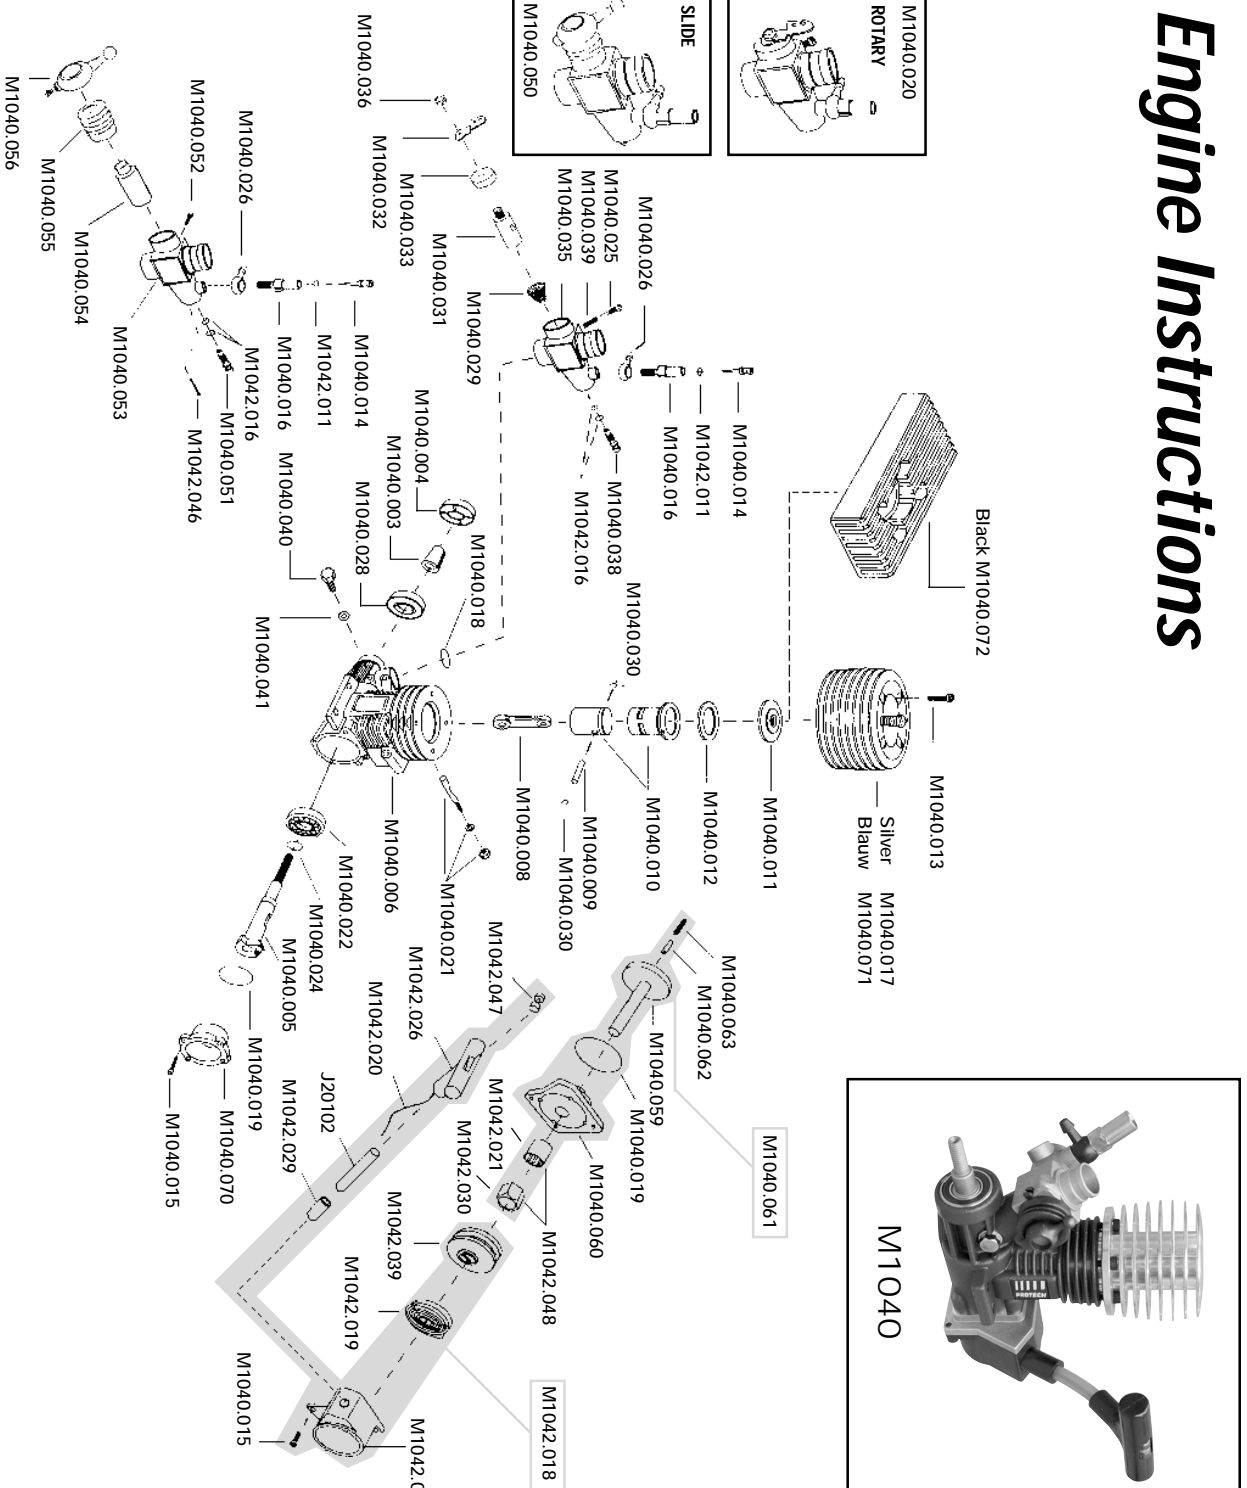 Engine Instructions
M1040.020
ROTARY
SLIDE
M1040.050
Black M1040.072
M1040.013
Silver M1040.017
Blauw M1040.071
M1040.014
M1042.011
M1040.016
M1040.026
M1040.025
M1040.039
M1040.035
M1040.038
M1042.016
M1040.036
M1040.032
M1040.033
M1040.031
M1040.029
M1040.052
M1040.026
M1040.056
M1040.055
M1040.054
M1040.053
M1040.014
M1042.011
M1040.016
M1042.016
M1040.051
M1042.046
M1040.004
M1040.003
M1040.028
M1040.018
M1040.040
M1040.041
M1040.030
M1040.011
M1040.012
M1040.010
M1040.009
M1040.030
M1040.008
M1040.021
M1040.006
M1040.022
M1040.024
M1040.005
M1040.019
M1040.070
M1040.015
M1040.063
M1040.062
M1040.059
M1040.019
M1040.061
M1040.060
M1042.048
M1042.047
M1042.026
M1042.020
J20102
M1042.029
M1042.021
M1042.030
M1042.039
M1042.019
M1042.018
M1040.015
M1042.0
PROTECH
M1040